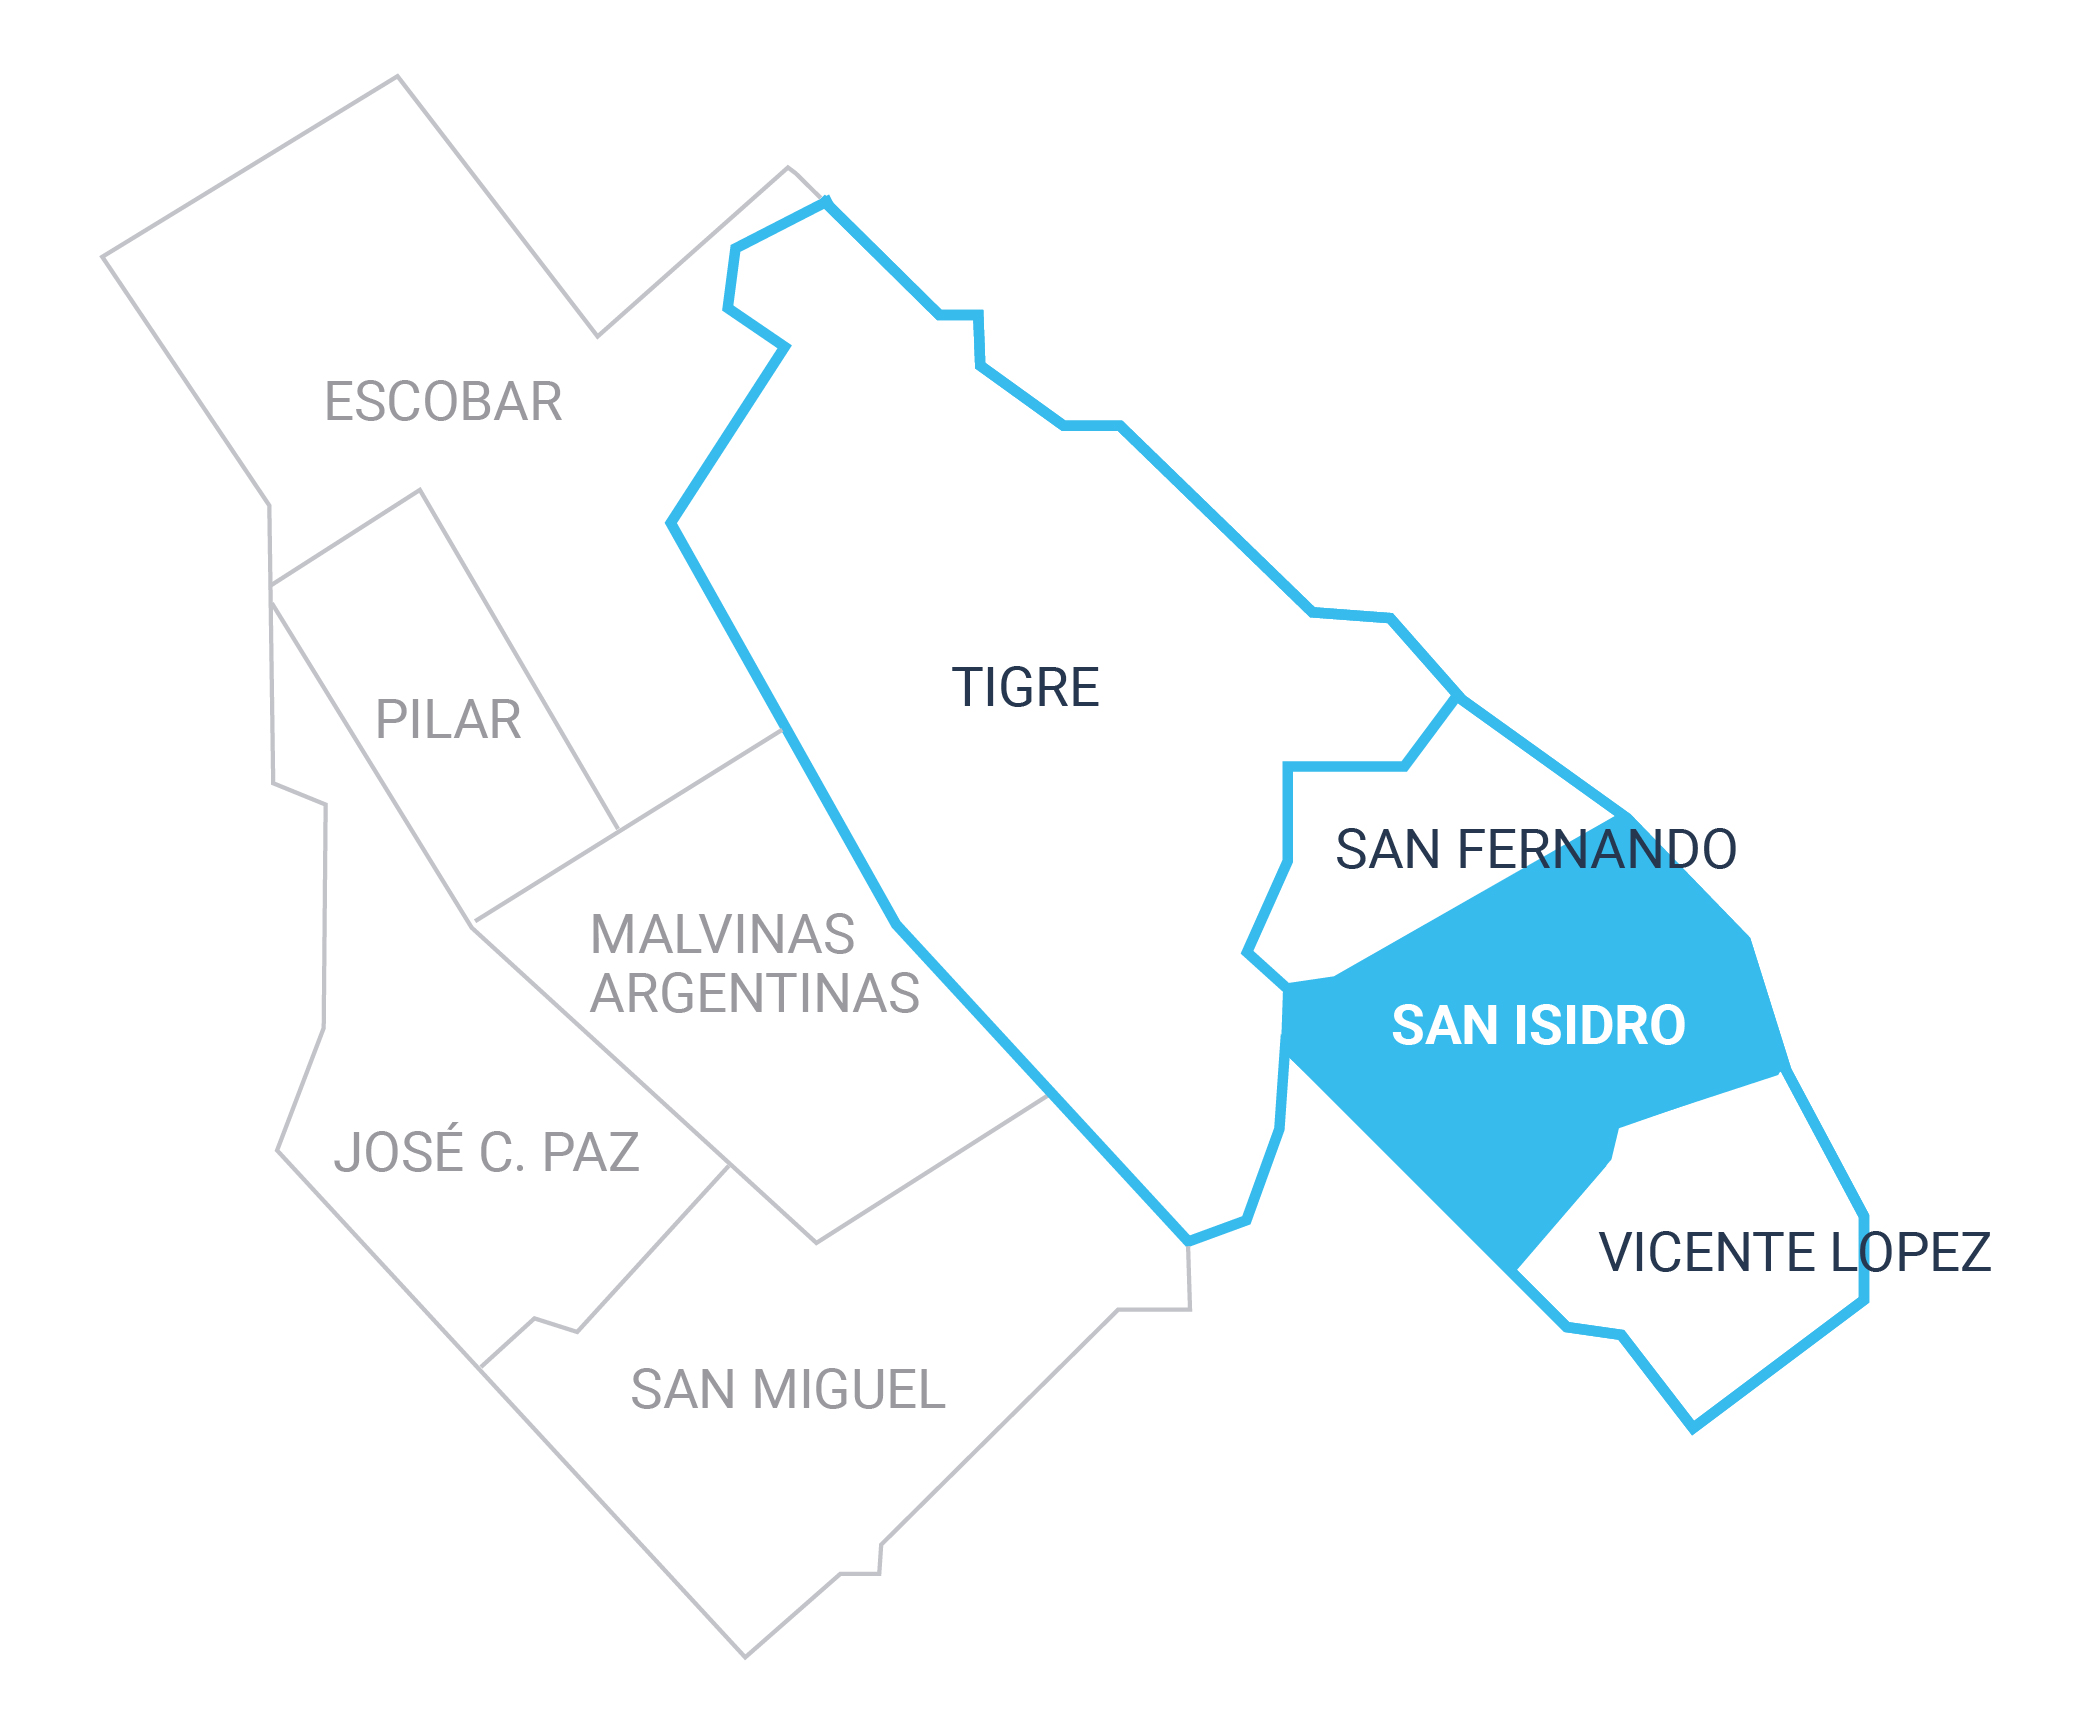 ESCOBAR
TIGRE
PILAR
SAN FERNANDO
MALVINAS
ARGENTINAS
SAN ISIDRO
JOSÉ C. PAZ
VICENTE LOPEZ
SAN MIGUEL